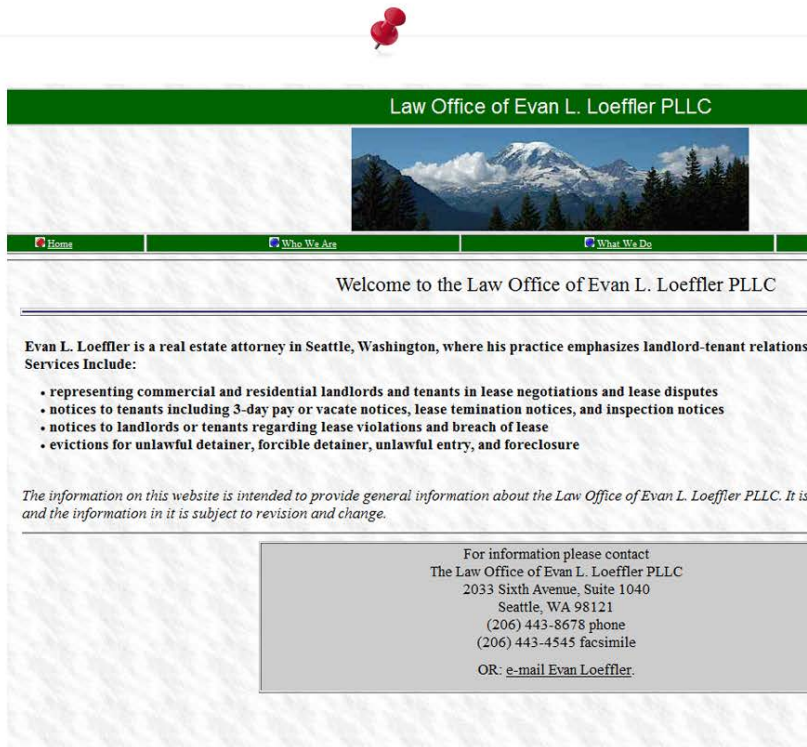 Law Office of Evan L. Loeffler PLLC
Home Who We Are What We Do
Welcome to the Law Office of Evan L. Loeffler PLLC
Evan L. Loeffler is a real estate attorney in Seattle, Washington, where his practice emphasizes landlord-tenant relations
Services Include:
• representing commercial and residential landlords and tenants in lease negotiations and lease disputes
• notices to tenants including 3-day pay or vacate notices, lease temination notices, and inspection notices
• notices to landlords or tenants regarding lease violations and breach of lease
• evictions for unlawful detainer, forcible detainer, unlawful entry, and foreclosure
The information on this website is intended to provide general information about the Law Office of Evan L. Loeffler PLLC. It is
and the information in it is subject to revision and change.
For information please contact
The Law Office of Evan L. Loeffler PLLC
2033 Sixth Avenue, Suite 1040
Seattle, WA 98121
(206) 443-8678 phone
(206) 443-4545 facsimile
OR: e-mail Evan Loeffler.